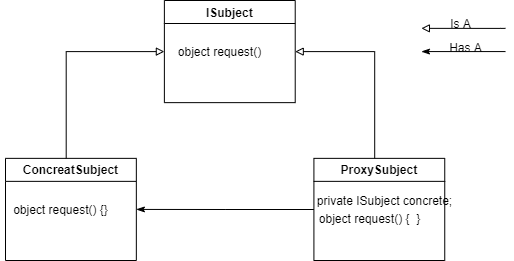 ISubject
Is A
object request()
Has A
ConcreatSubject
ProxySubject
object request() {}
private ISubject concrete;
object request() { }